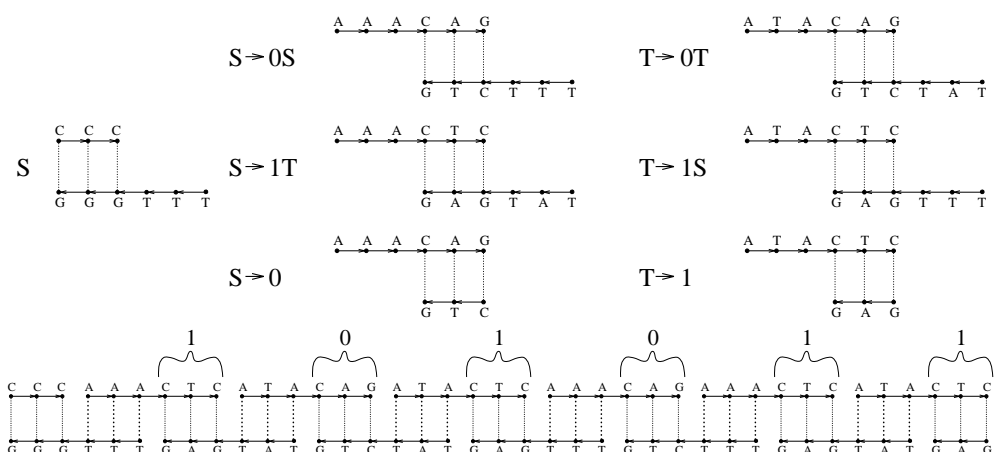 A A A C A G A T A C A G
S→0S T→0T
G T C T T T G T C T A T
C C C A A A C T C A T A C T C
S S→1T T→1S
G G G T T T G A G T A T G A G T T T
A A A C A G A T A C T C
S→0 T→1
G T C G A G
1 0 1 0 1 1
C C C A A A C T C A T A C A G A T A C T C A A A C A G A A A C T C A T A C T C
G G G T T T G A G T A T G T C T A T G A G T T T G T C T T T G A G T A T G A G